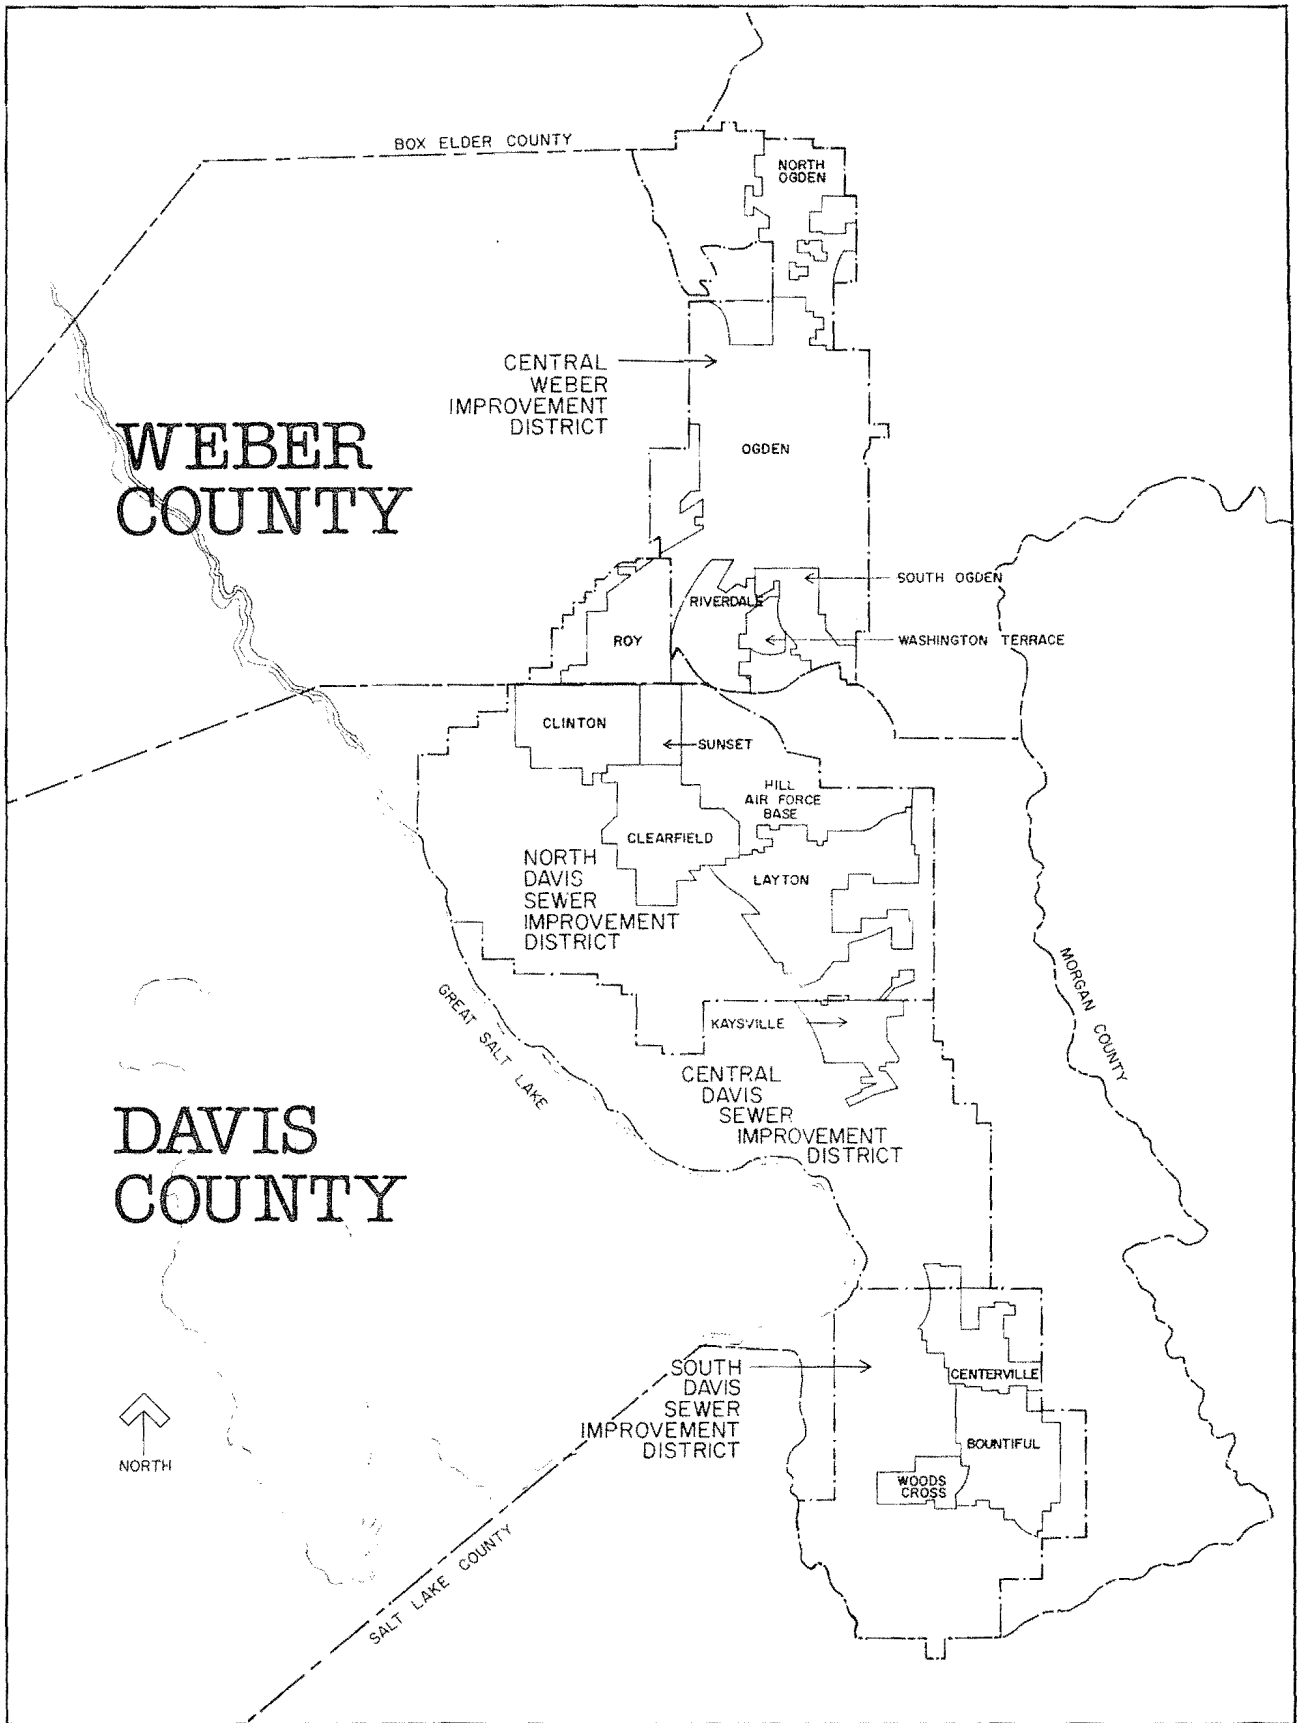 BOX ELDER COUNTY
NORTH
OGDEN
CENTRAL
WEBER
IMPROVEMENT
DISTRICT
WEBER
COUNTY
OGDEN
SOUTH OGDEN
RIVERDALE
ROY
WASHINGTON TERRACE
CLINTON
SUNSET
HILL
AIR FORCE
BASE
CLEARFIELD
NORTH
DAVIS
SEWER
IMPROVEMENT
DISTRICT
LAYTON
MORGAN COUNTY
GREAT SALT LAKE
KAYSVILLE
CENTRAL
DAVIS
SEWER
IMPROVEMENT
DISTRICT
DAVIS
COUNTY
SOUTH
DAVIS
SEWER
IMPROVEMENT
DISTRICT
CENTERVILLE
BOUNTIFUL
WOODS
CROSS
NORTH
SALT LAKE COUNTY